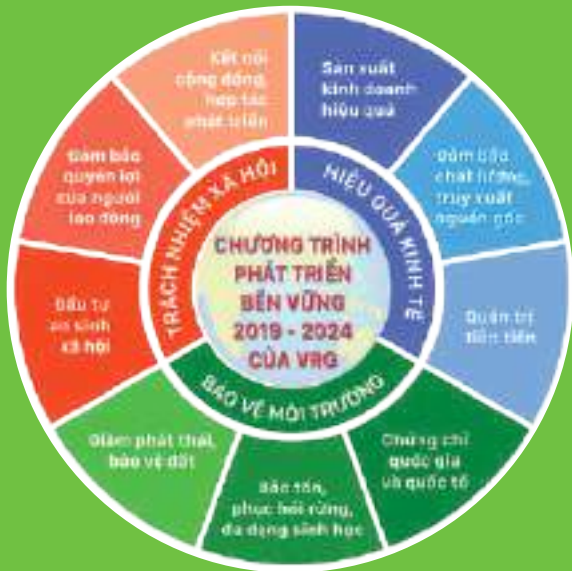 CHƯƠNG TRÌNH
PHÁT TRIỂN
BỀN VỮNG
2019 - 2024
CỦA VRG
HIỆU QUẢ KINH TẾ
Sản xuất
kinh doanh
hiệu quả
Đảm bảo
chất lượng,
truy xuất
nguồn gốc
Quản trị
tiên tiến
BẢO VỆ MÔI TRƯỜNG
Chứng chỉ
quốc gia
và quốc tế
Bảo tồn,
phục hồi rừng,
đa dạng sinh học
Giảm phát thải,
bảo vệ đất
TRÁCH NHIỆM XÃ HỘI
Đầu tư
an sinh
xã hội
Đảm bảo
quyền lợi
của người
lao động
Kết nối
cộng đồng,
hợp tác
phát triển